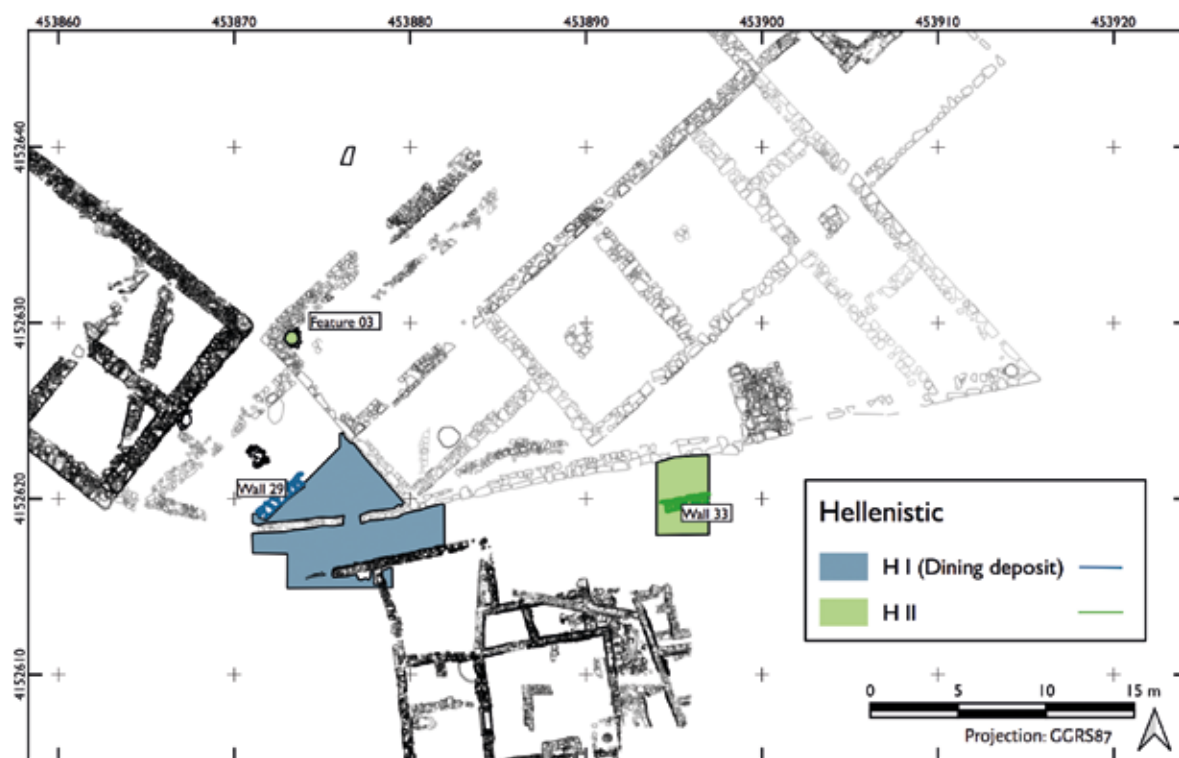 453860 453870 453880 453890 453900 453910 453920
4152640
4152630
4152620
4152610
Feature 03
Wall 29
Wall 33
Hellenistic
H I (Dining deposit)
H II
0 5 10 15 m
Projection: GGRS87